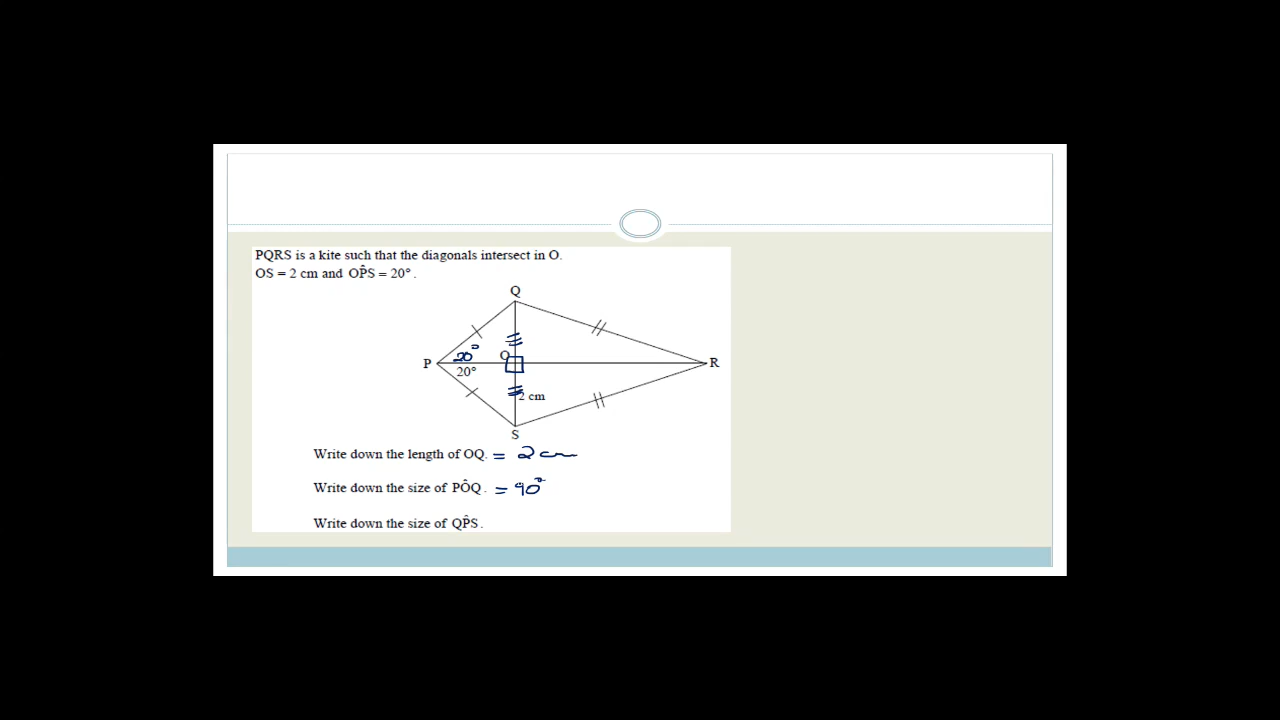 PQRS is a kite such that the diagonals intersect in O.
OS = 2 cm and OP̂S = 20°.
Q
20°
O
P
R
20°
2 cm
S
Write down the length of OQ. = 2 cm
Write down the size of PÔQ. = 90°
Write down the size of QP̂S.